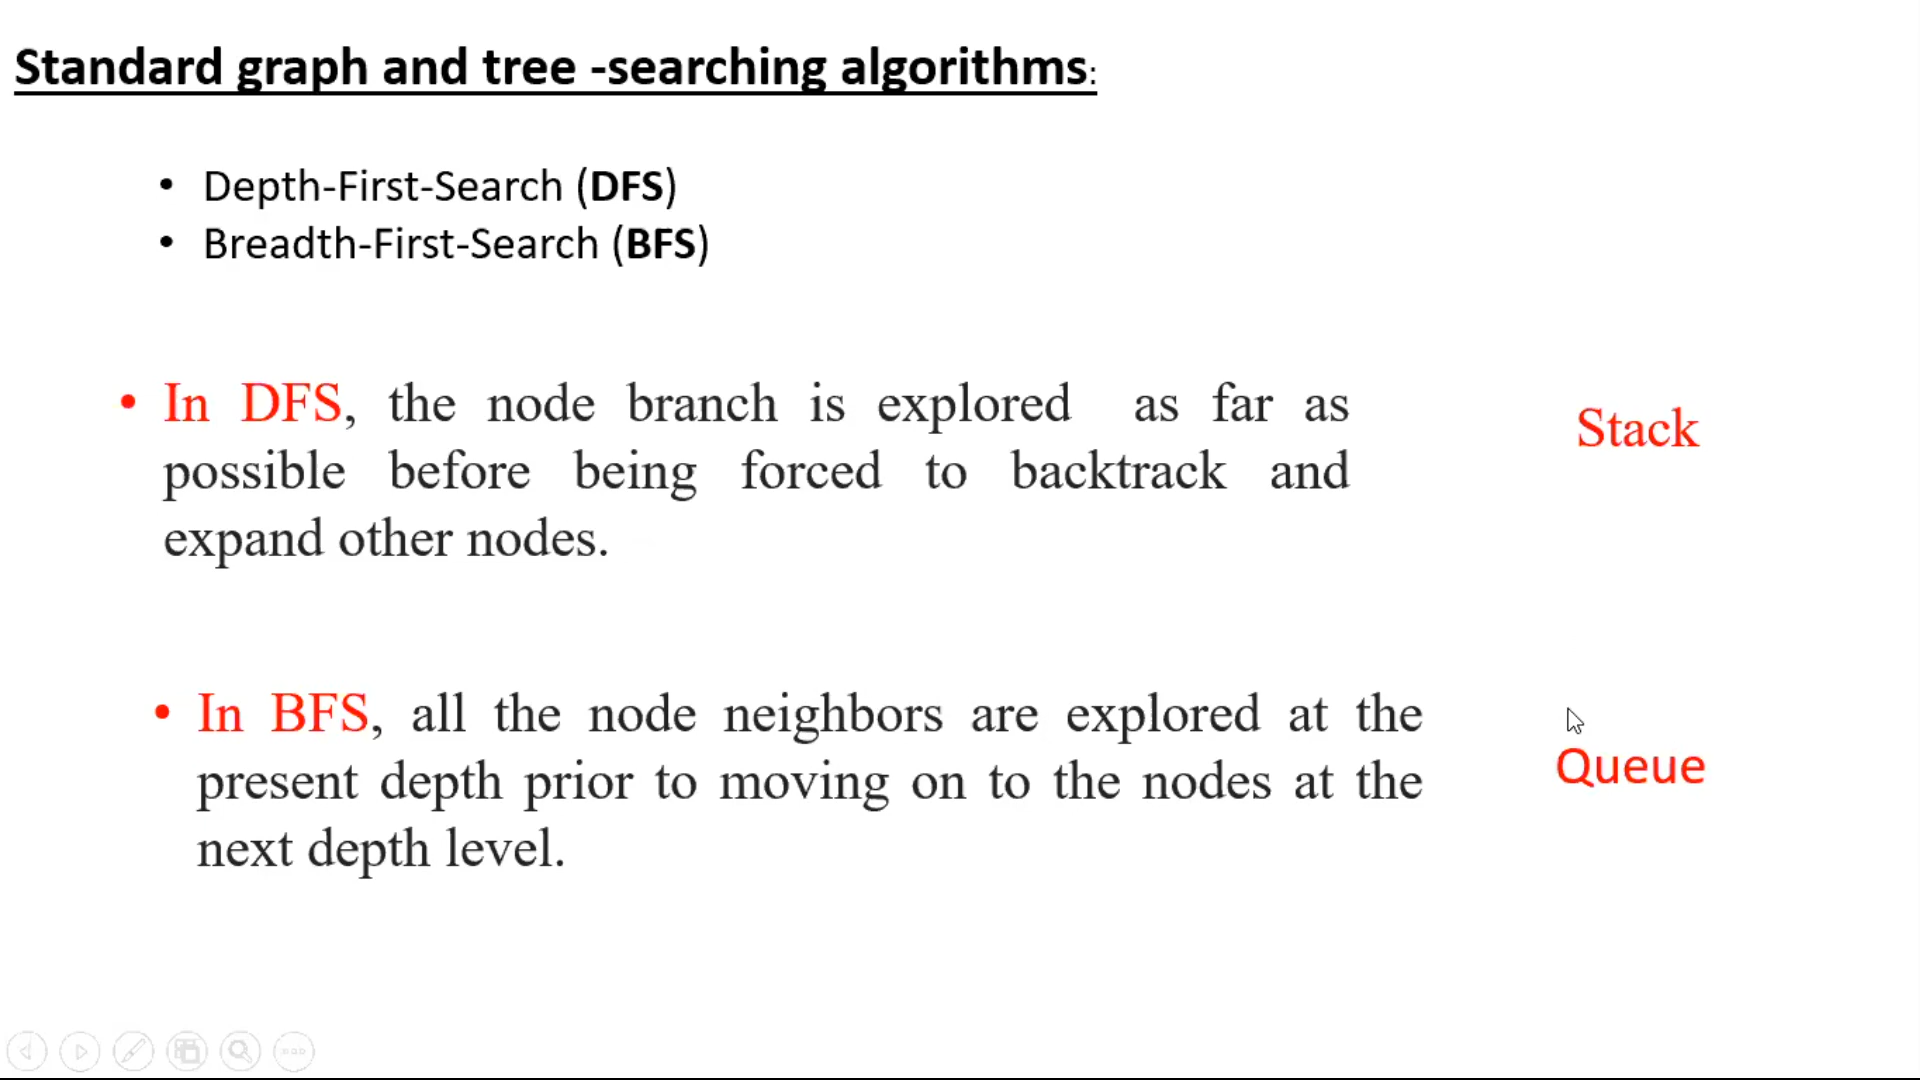 Standard graph and tree -searching algorithms:
• Depth-First-Search (DFS)
• Breadth-First-Search (BFS)
• In DFS, the node branch is explored as far as
possible before being forced to backtrack and
expand other nodes.
Stack
• In BFS, all the node neighbors are explored at the
present depth prior to moving on to the nodes at the
next depth level.
Queue